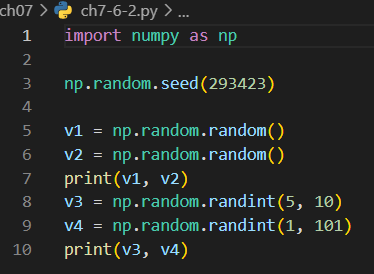 ch07 > ch7-6-2.py > ...
1 import numpy as np
2
3 np.random.seed(293423)
4
5 v1 = np.random.random()
6 v2 = np.random.random()
7 print(v1, v2)
8 v3 = np.random.randint(5, 10)
9 v4 = np.random.randint(1, 101)
10 print(v3, v4)